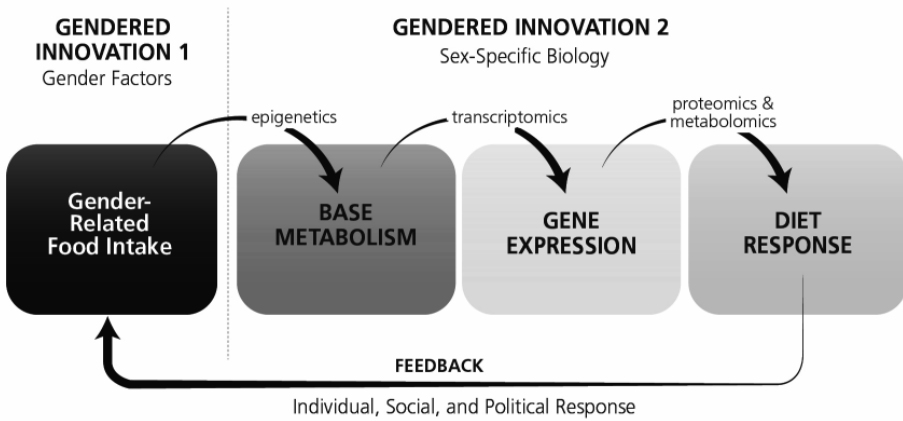 GENDERED
INNOVATION 1
Gender Factors
GENDERED INNOVATION 2
Sex-Specific Biology
epigenetics
transcriptomics
proteomics &
metabolomics
Gender-
Related
Food Intake
BASE
METABOLISM
GENE
EXPRESSION
DIET
RESPONSE
FEEDBACK
Individual, Social, and Political Response